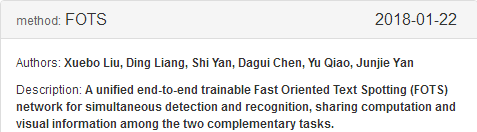 method: FOTS 2018-01-22
Authors: Xuebo Liu, Ding Liang, Shi Yan, Dagui Chen, Yu Qiao, Junjie Yan
Description: A unified end-to-end trainable Fast Oriented Text Spotting (FOTS)
network for simultaneous detection and recognition, sharing computation and
visual information among the two complementary tasks.